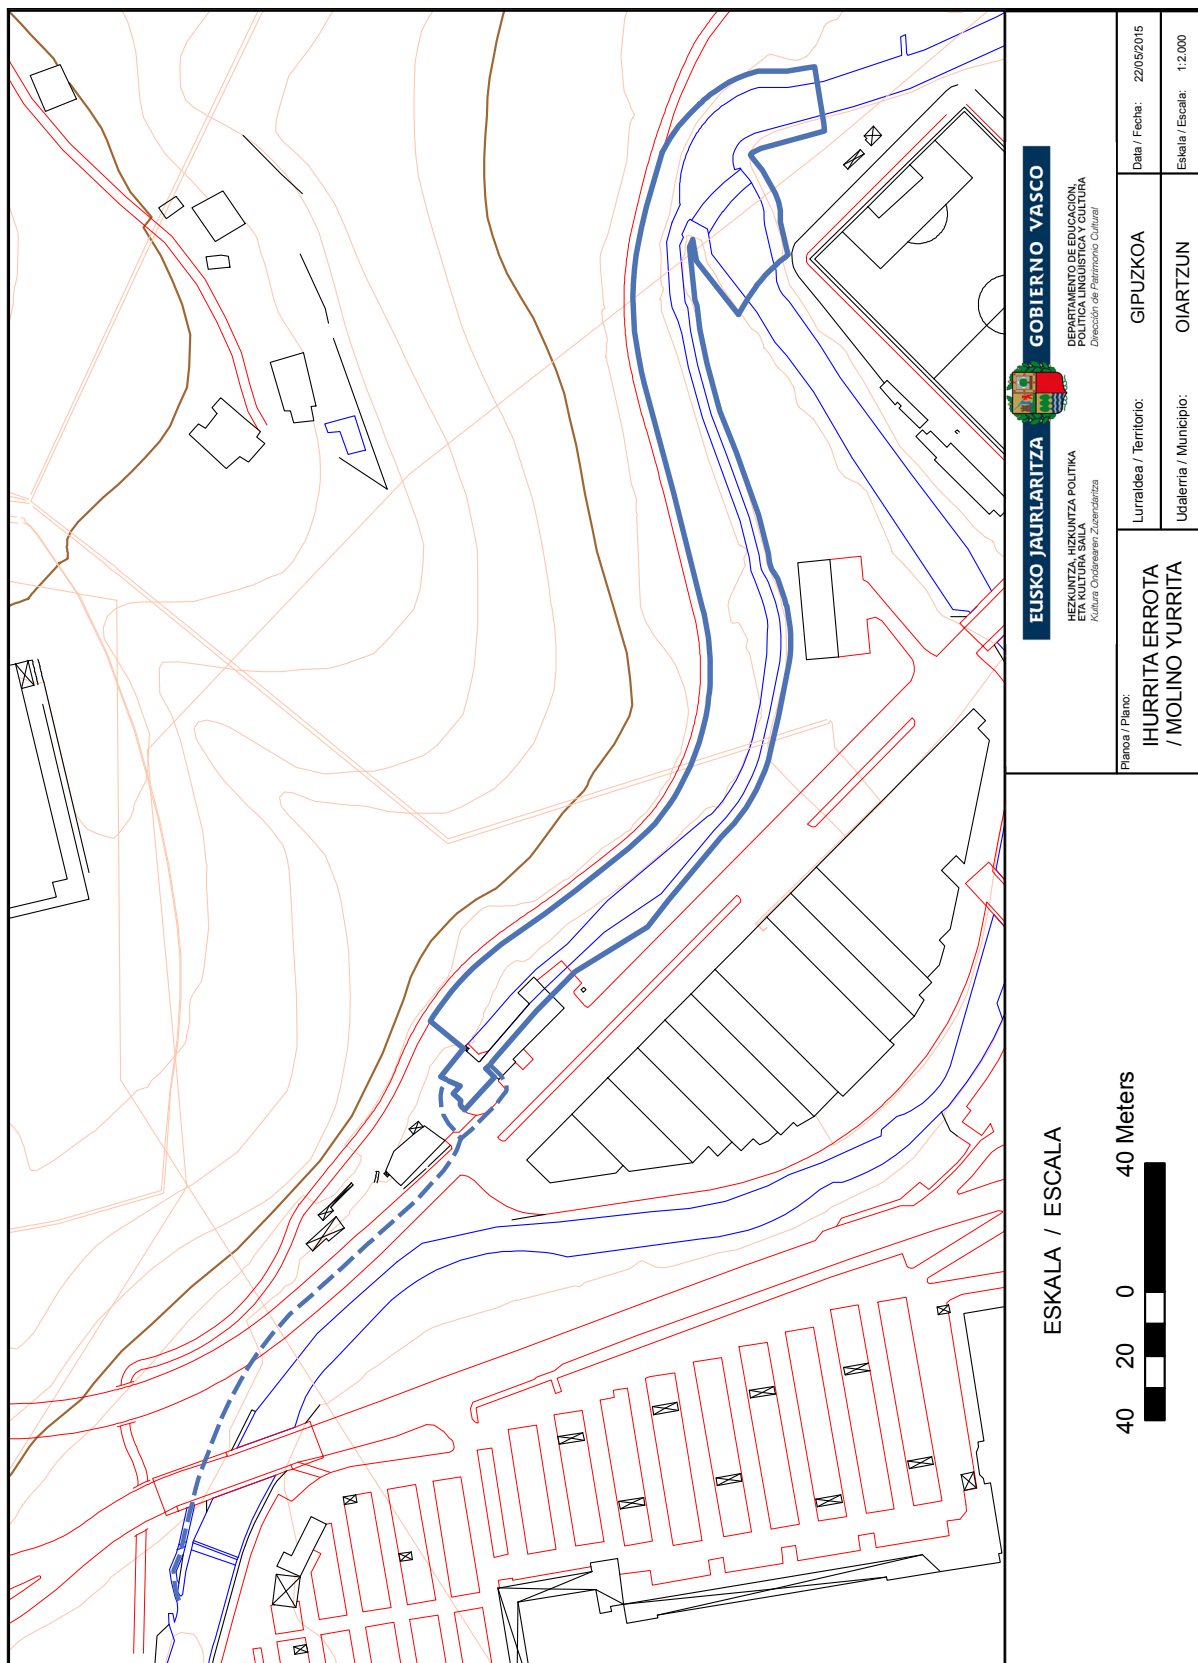 EUSKO JAURLARITZA
GOBIERNO VASCO
HEZKUNTZA, HIZKUNTZA POLITIKA
ETA KULTURA SAILA
Kultura Ondarearen Zuzendaritza
DEPARTAMENTO DE EDUCACIÓN,
POLÍTICA LINGÜÍSTICA Y CULTURA
Dirección de Patrimonio Cultural
Planoa / Plano:
IHURRITA ERROTA
/ MOLINO YURRITA
Lurraldea / Territorio: GIPUZKOA
Data / Fecha: 22/05/2015
Udalerria / Municipio: OIARTZUN
Eskala / Escala: 1:2.000
ESKALA / ESCALA
40 20 0 40 Meters